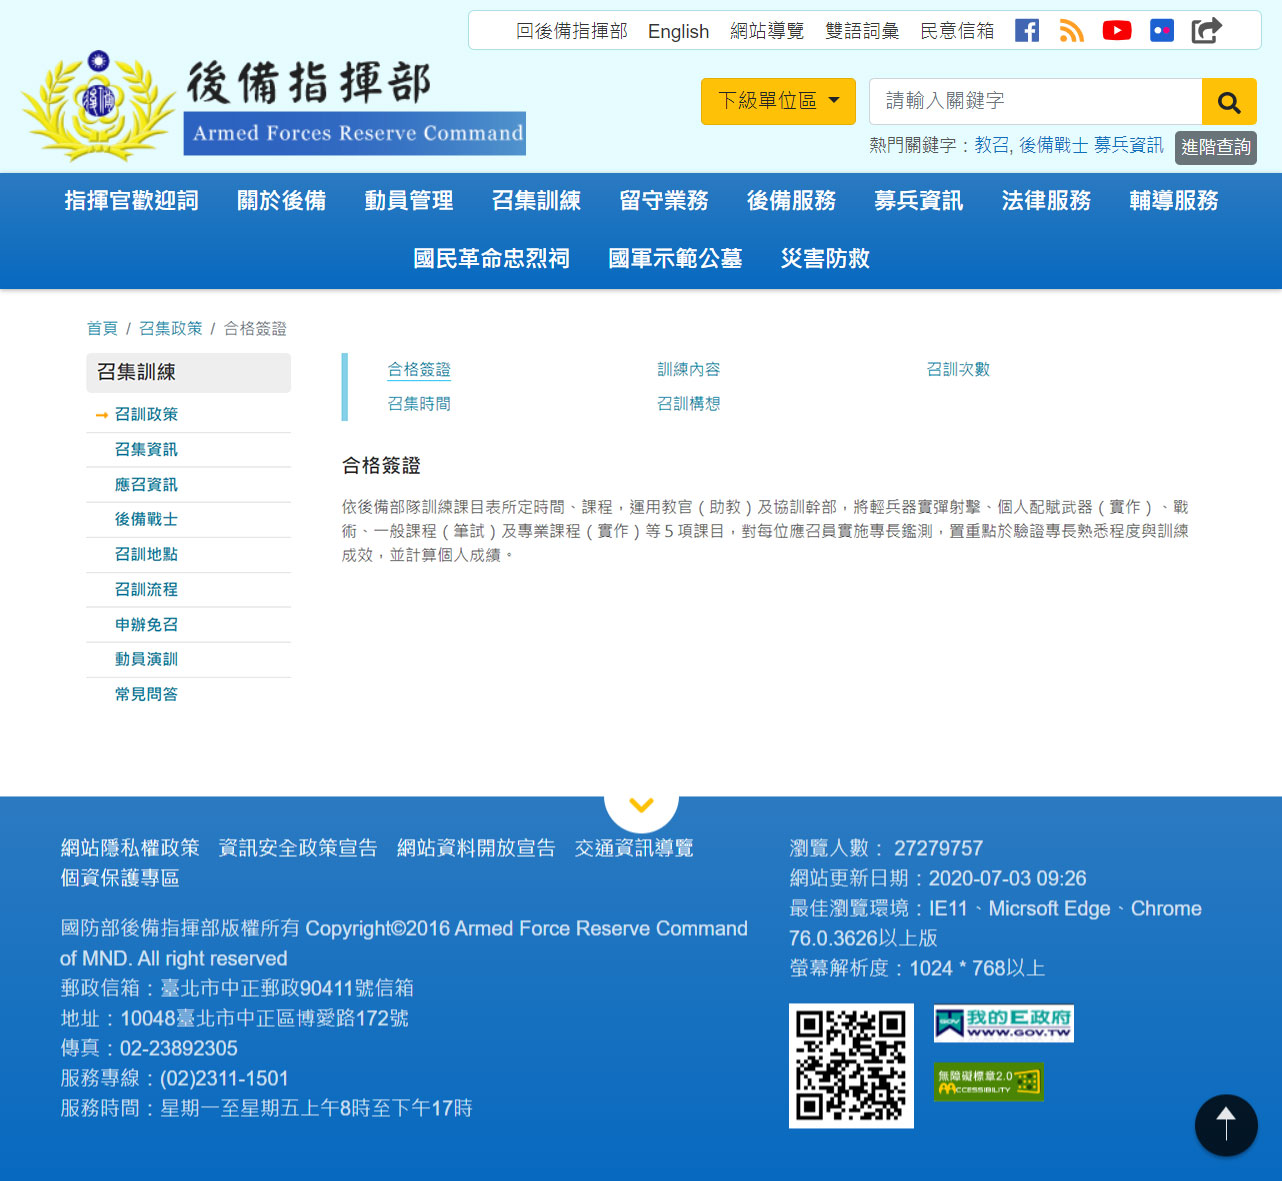 回後備指揮部 English 網站導覽 雙語詞彙 民意信箱
後備指揮部
Armed Forces Reserve Command
下級單位區 請輸入關鍵字
熱門關鍵字：教召, 後備戰士 募兵資訊 進階查詢
指揮官歡迎詞 關於後備 動員管理 召集訓練 留守業務 後備服務 募兵資訊 法律服務 輔導服務
國民革命忠烈祠 國軍示範公墓 災害防救
首頁 / 召集政策 / 合格簽證
召集訓練
召訓政策
召集資訊
應召資訊
後備戰士
召訓地點
召訓流程
申辦免召
動員演訓
常見問答
合格簽證 訓練內容 召訓次數
召集時間 召訓構想
合格簽證
依後備部隊訓練課目表所定時間、課程，運用教官（助教）及協訓幹部，將輕兵器實彈射擊、個人配賦武器（實作）、戰
術、一般課程（筆試）及專業課程（實作）等５項課目，對每位應召員實施專長鑑測，置重點於驗證專長熟悉程度與訓練
成效，並計算個人成績。
網站隱私權政策 資訊安全政策宣告 網站資料開放宣告 交通資訊導覽
個資保護專區
國防部後備指揮部版權所有 Copyright©2016 Armed Force Reserve Command
of MND. All right reserved
郵政信箱：臺北市中正郵政90411號信箱
地址：10048臺北市中正區博愛路172號
傳真：02-23892305
服務專線：(02)2311-1501
服務時間：星期一至星期五上午8時至下午17時
瀏覽人數： 27279757
網站更新日期：2020-07-03 09:26
最佳瀏覽環境：IE11、Micrsoft Edge、Chrome
76.0.3626以上版
螢幕解析度：1024 * 768以上
GOV 我的E政府
WWW.GOV.TW
無障礙標章2.0
AACCESSIBILITY